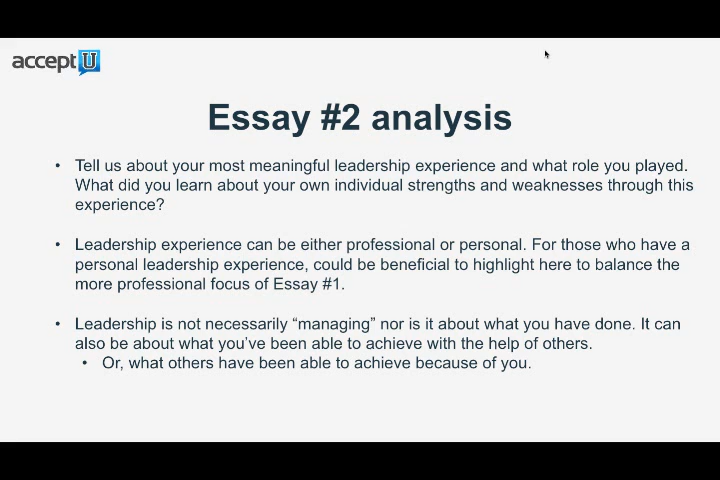 acceptU
Essay #2 analysis
• Tell us about your most meaningful leadership experience and what role you played.
What did you learn about your own individual strengths and weaknesses through this
experience?
• Leadership experience can be either professional or personal. For those who have a
personal leadership experience, could be beneficial to highlight here to balance the
more professional focus of Essay #1.
• Leadership is not necessarily “managing” nor is it about what you have done. It can
also be about what you’ve been able to achieve with the help of others.
• Or, what others have been able to achieve because of you.